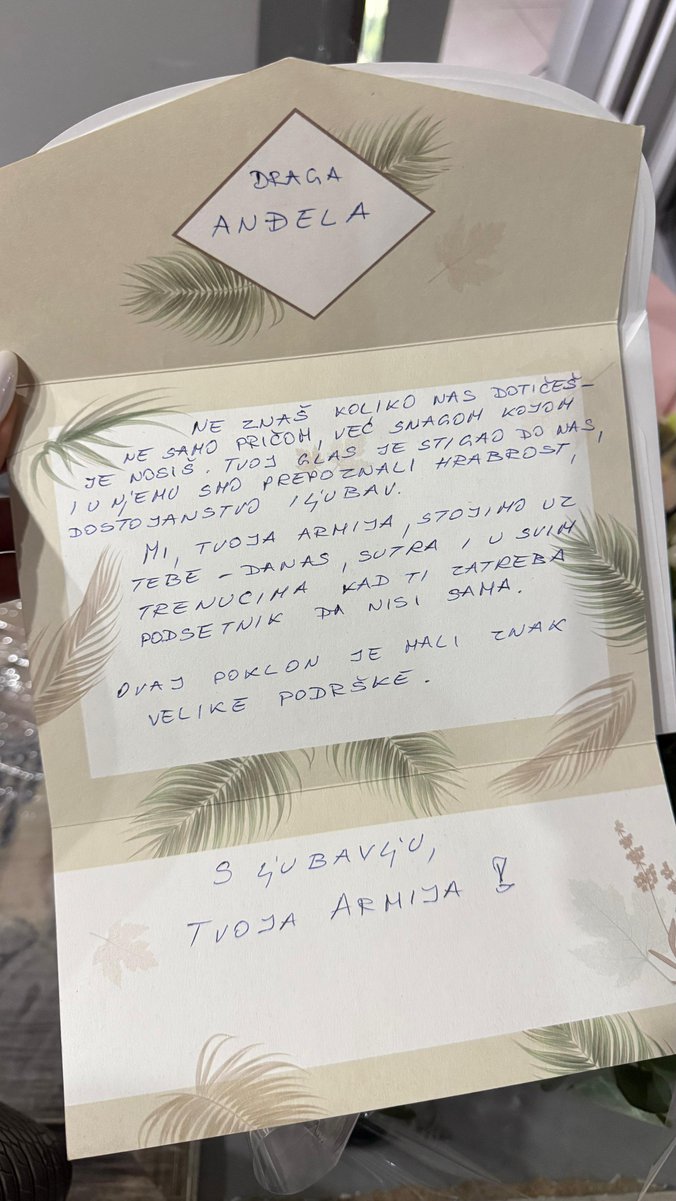 DRAGA
ANĐELA
NE ZNAŠ KOLIKO NAS DOTIČEŠ-
NE SAMO PRIČOM, VEĆ SNAGOM KOJOM
JE NOSIŠ. TVOJ GLAS JE STIGAO DO NAS,
I U NJEMU SMO PREPOZNALI HRABROST,
DOSTOJANSTVO I LJUBAV.
MI, TVOJA ARMIJA, STOJIMO UZ
TEBE - DANAS, SUTRA I U SVIM
TRENUCIMA KAD TI ZATREBA
PODSETNIK DA NISI SAMA.
OVAJ POKLON JE MALI ZNAK
VELIKE PODRŠKE.
S LJUBAVLJU,
TVOJA ARMIJA!